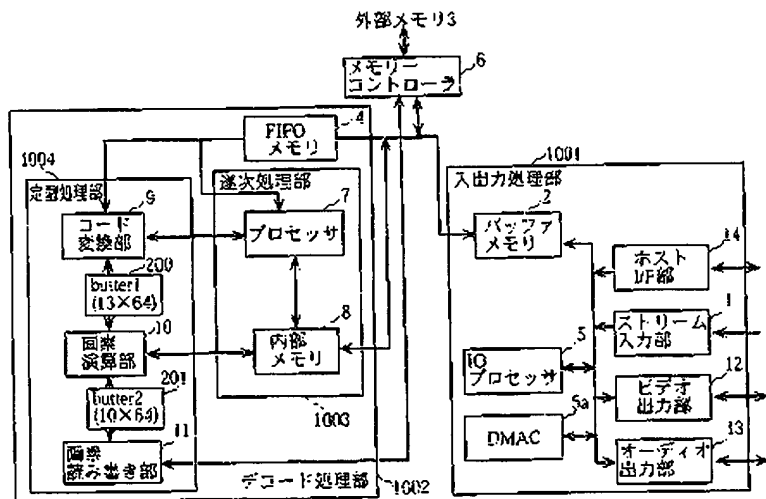 外部メモリ3
メモリー
コントローラ
6
FIFO
メモリ
4
1004
定型処理部
9
コード
変換部
200
butter1
(13×64)
10
画素
演算部
butter2
(10×64)
201
11
画素
読み書き部
逐次処理部
7
プロセッサ
8
内部
メモリ
1003
デコード処理部
1002
1001
入出力処理部
2
バッファ
メモリ
14
ホスト
I/F部
1
ストリーム
入力部
5
IO
プロセッサ
12
ビデオ
出力部
5a
DMAC
13
オーディオ
出力部